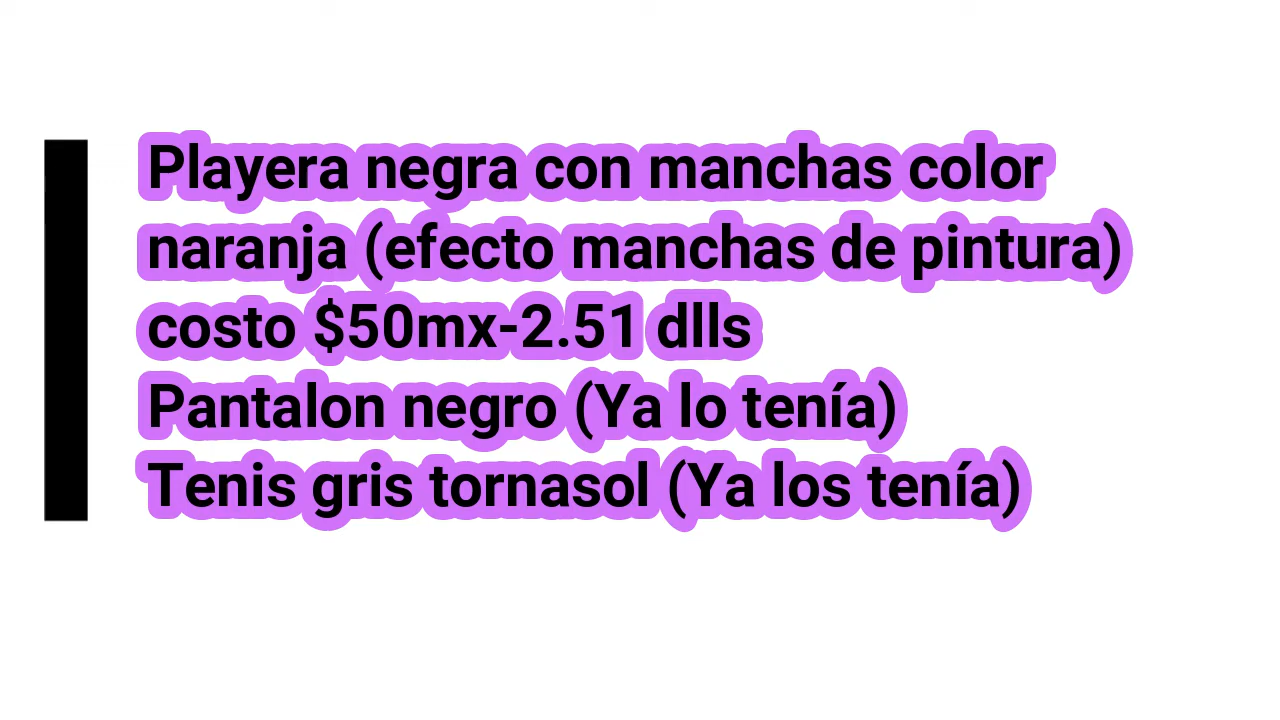 Playera negra con manchas color
naranja (efecto manchas de pintura)
costo $50mx-2.51 dlls
Pantalon negro (Ya lo tenía)
Tenis gris tornasol (Ya los tenía)